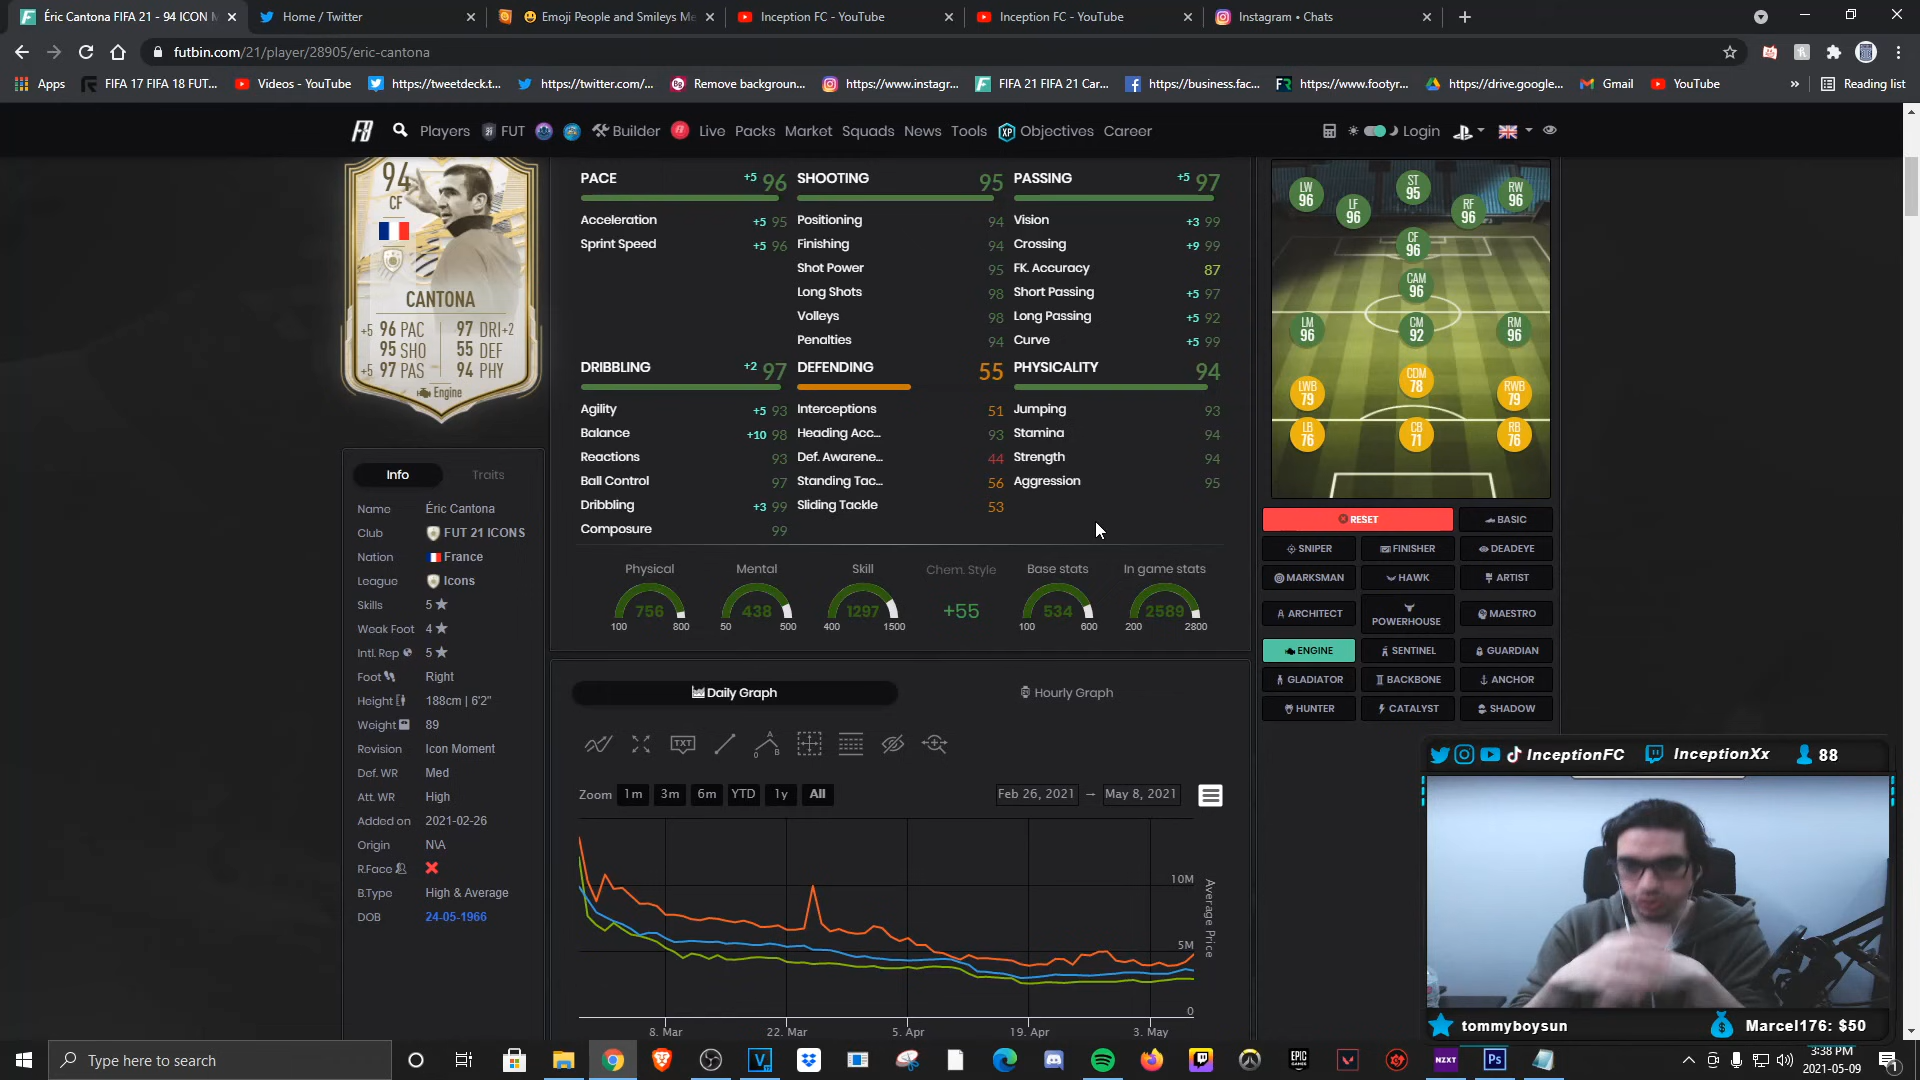 Éric Cantona FIFA 21 - 94 ICON M
Home / Twitter
Emoji People and Smileys Me
Inception FC - YouTube
Inception FC - YouTube
Instagram • Chats
futbin.com/21/player/28905/eric-cantona
Apps
FIFA 17 FIFA 18 FUT...
Videos - YouTube
https://tweetdeck.t...
https://twitter.com/...
Remove backgroun...
https://www.instagr...
FIFA 21 FIFA 21 Car...
https://business.fac...
https://www.footyr...
https://drive.google...
Gmail
YouTube
Reading list
Players FUT Builder Live Packs Market Squads News Tools XP Objectives Career
Login
94
CF
CANTONA
+5 96 PAC 97 DRI+2
95 SHO 55 DEF
+5 97 PAS 94 PHY
Engine
PACE +5 96
Acceleration +5 95
Sprint Speed +5 96
SHOOTING 95
Positioning 94
Finishing 94
Shot Power 95
Long Shots 98
Volleys 98
Penalties 94
PASSING +5 97
Vision +3 99
Crossing +9 99
FK. Accuracy 87
Short Passing +5 97
Long Passing +5 92
Curve +5 99
DRIBBLING +2 97
Agility +5 93
Balance +10 98
Reactions 93
Ball Control 97
Dribbling +3 99
Composure 99
DEFENDING 55
Interceptions 51
Heading Acc... 93
Def. Awarene... 44
Standing Tac... 56
Sliding Tackle 53
PHYSICALITY 94
Jumping 93
Stamina 94
Strength 94
Aggression 95
Physical Mental Skill Chem. Style Base stats In game stats
756 438 1297 +55 534 2589
100 800 50 500 400 1500 100 600 200 2800
LW 96
LF 96
ST 95
RF 96
RW 96
CF 96
CAM 96
LM 96
CM 92
RM 96
LWB 79
CDM 78
RWB 79
LB 76
CB 71
RB 76
RESET BASIC
SNIPER FINISHER DEADEYE
MARKSMAN HAWK ARTIST
ARCHITECT POWERHOUSE MAESTRO
ENGINE SENTINEL GUARDIAN
GLADIATOR BACKBONE ANCHOR
HUNTER CATALYST SHADOW
Info Traits
Name Éric Cantona
Club FUT 21 ICONS
Nation France
League Icons
Skills 5
Weak Foot 4
Intl. Rep 5
Foot Right
Height 188cm | 6'2"
Weight 89
Revision Icon Moment
Def. WR Med
Att. WR High
Added on 2021-02-26
Origin N\A
R.Face
B.Type High & Average
DOB 24-05-1966
Daily Graph
Hourly Graph
TXT
A
0 B
Zoom 1m 3m 6m YTD 1y All
Feb 26, 2021 → May 8, 2021
10M
5M
0
Average Price
8. Mar 22. Mar 5. Apr 19. Apr 3. May
InceptionFC InceptionXx 88
tommyboysun
Marcel176: $50
Type here to search
EPIC GAMES
NZXT
Ps
3:38 PM
2021-05-09
1